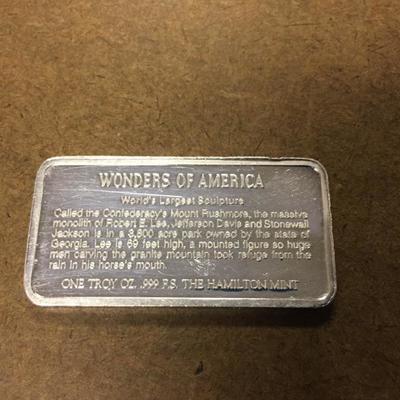 WONDERS OF AMERICA
World's Largest Sculpture
Called the Confederacy's Mount Rushmore, the massive
monolith of Robert E. Lee, Jefferson Davis and Stonewall
Jackson is in a 3,800 acre park owned by the state of
Georgia. Lee is 69 feet high, a mounted figure so huge
men carving the granite mountain took refuge from the
rain in his horse's mouth.
ONE TROY OZ. .999 F.S. THE HAMILTON MINT